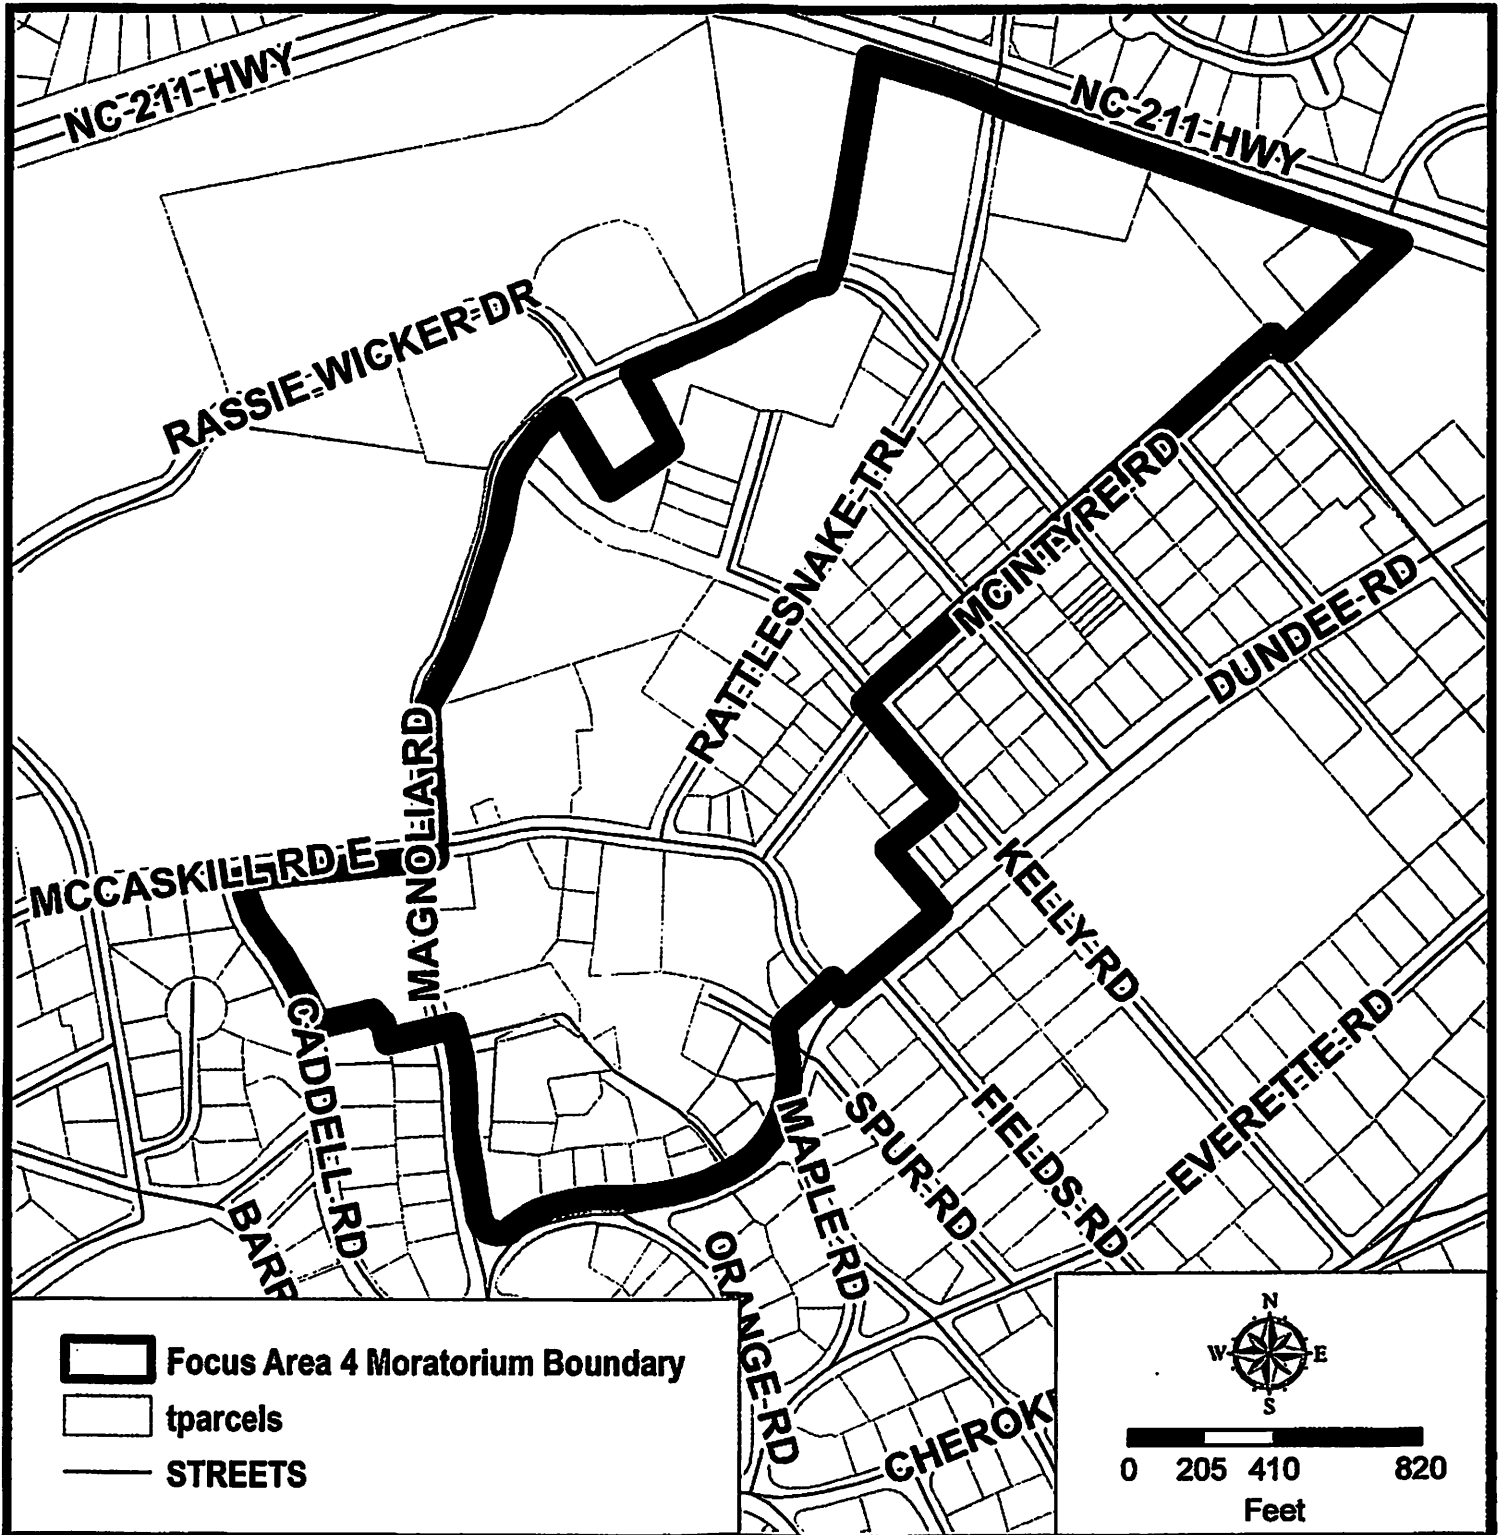 NC 211 HWY
NC 211 HWY
RASSIE WICKER DR
RATTLESNAKE TRL
MCINTYRE RD
DUNDEE RD
MAGNOLIA RD
MCCASKILL RD E
KELLY RD
CADDELL RD
EVERETTE RD
MAPLE RD
SPUR RD
FIELDS RD
BARR
ORANGE RD
CHEROK
Focus Area 4 Moratorium Boundary
tparcels
STREETS
N
W E
S
0 205 410 820
Feet